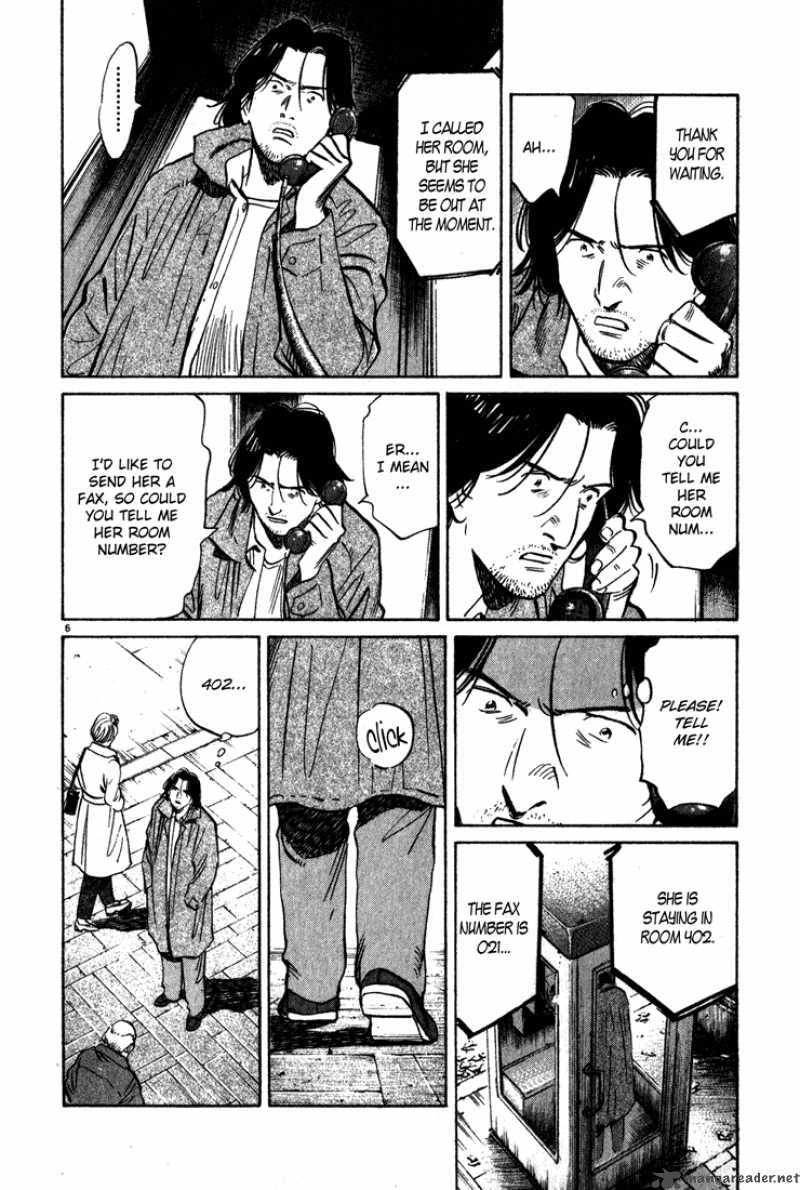 THANK
YOU FOR
WAITING.
AH...
I CALLED
HER ROOM,
BUT SHE
SEEMS TO
BE OUT AT
THE MOMENT.
.........
C...
COULD
YOU
TELL ME
HER
ROOM
NUM...
ER...
I MEAN
...
I'D LIKE TO
SEND HER A
FAX, SO COULD
YOU TELL ME
HER ROOM
NUMBER?
6
PLEASE!
TELL
ME!!
SHE IS
STAYING IN
ROOM 402.
THE FAX
NUMBER IS
021...
click
402...
mangareader.net